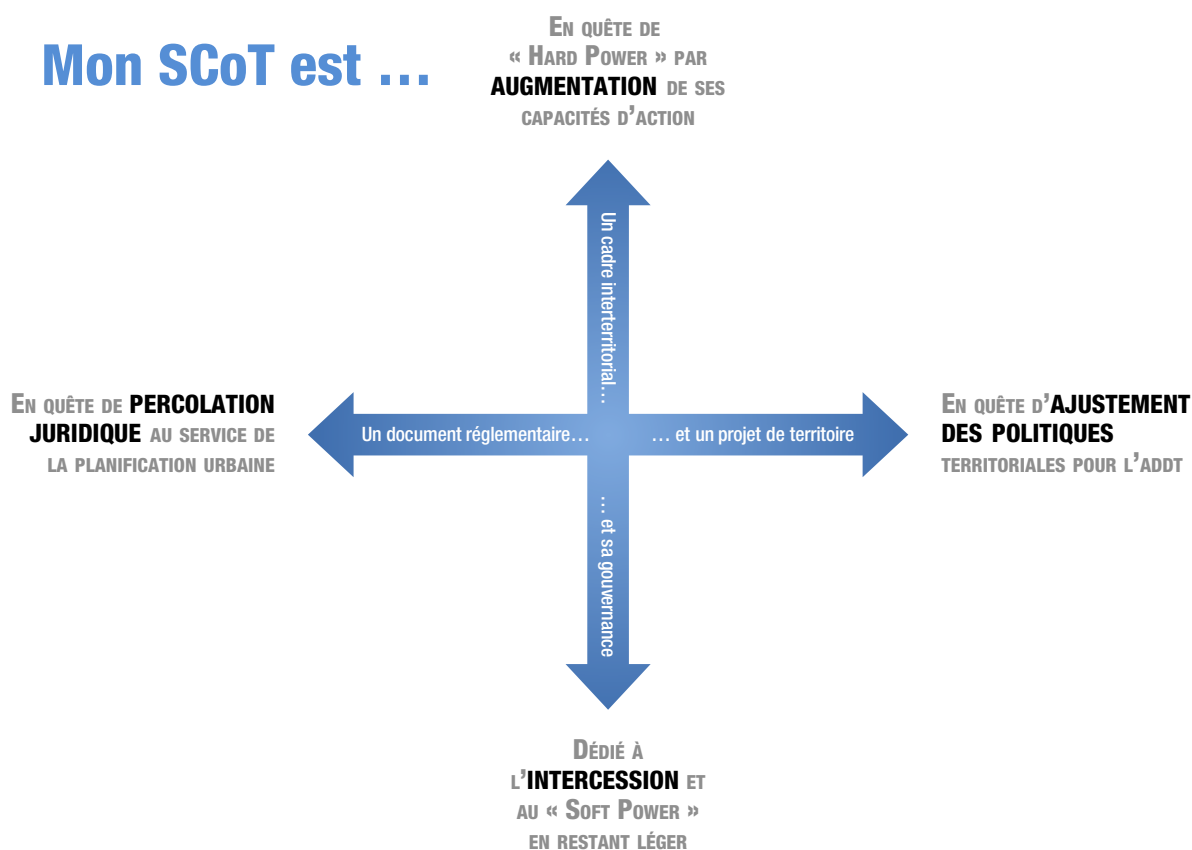 Mon SCoT est …
En quête de
« Hard Power » par
AUGMENTATION de ses
capacités d’action
Un cadre interterritorial…
En quête de PERCOLATION
JURIDIQUE au service de
la planification urbaine
Un document réglementaire…
… et un projet de territoire
En quête d’AJUSTEMENT
DES POLITIQUES
territoriales pour l’addt
… et sa gouvernance
Dédié à
l’INTERCESSION et
au « Soft Power »
en restant léger